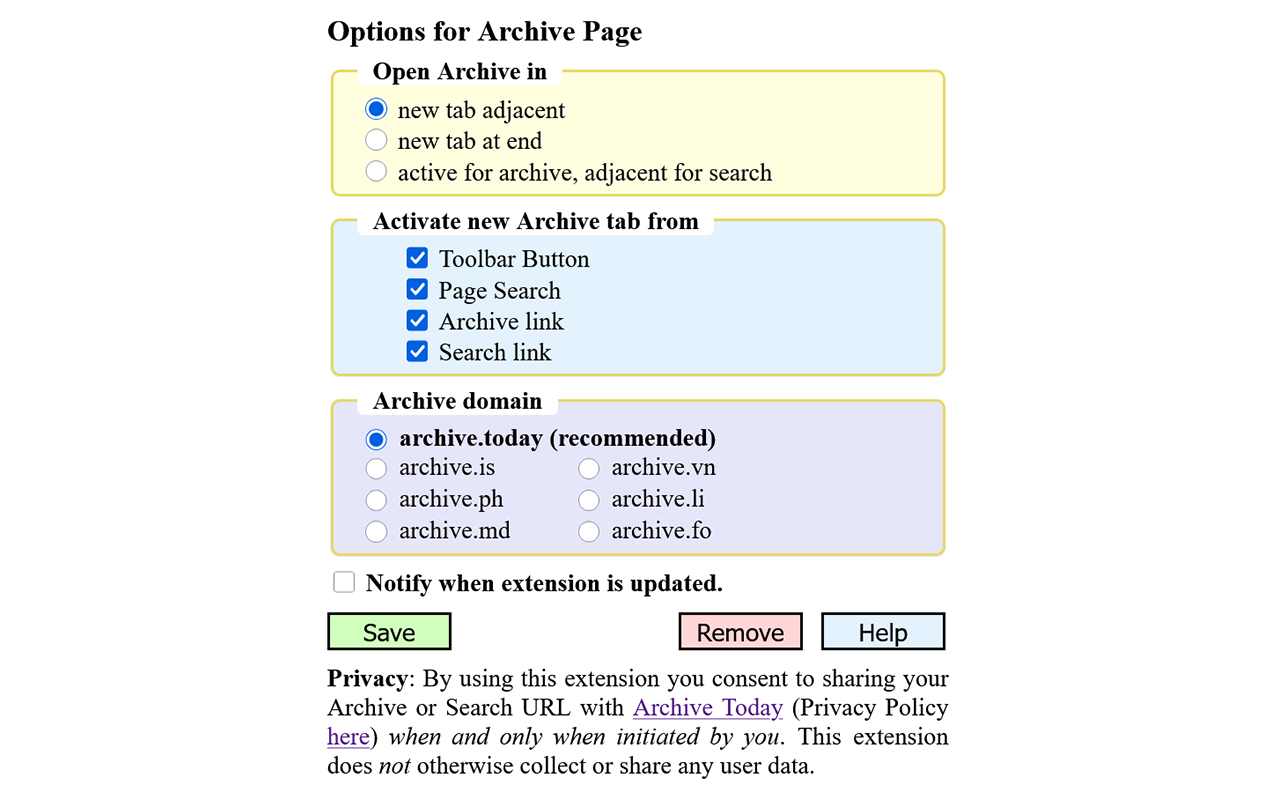 Options for Archive Page
Open Archive in
new tab adjacent
new tab at end
active for archive, adjacent for search
Activate new Archive tab from
Toolbar Button
Page Search
Archive link
Search link
Archive domain
archive.today (recommended)
archive.is archive.vn
archive.ph archive.li
archive.md archive.fo
Notify when extension is updated.
Save Remove Help
Privacy: By using this extension you consent to sharing your
Archive or Search URL with Archive Today (Privacy Policy
here) when and only when initiated by you. This extension
does not otherwise collect or share any user data.